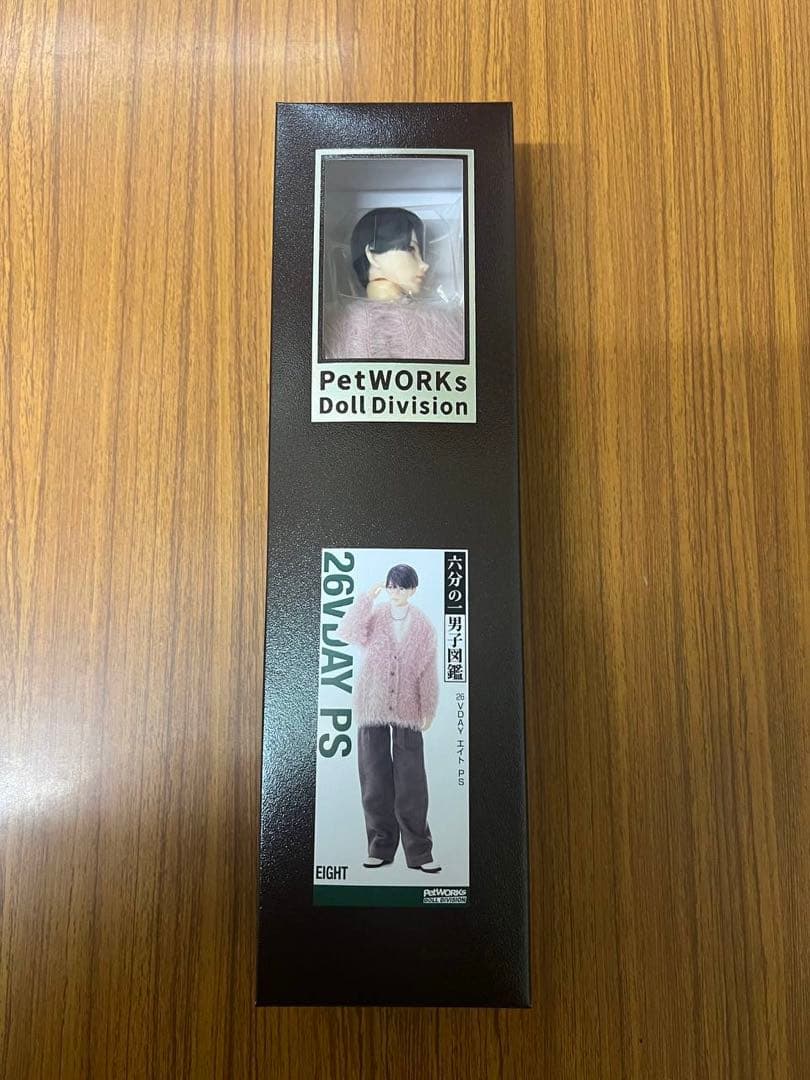 PetWORKs
Doll Division
26VDAY PS
六分の一男子図鑑
26 VDAY エイト PS
EIGHT
PetWORKs
DOLL DIVISION